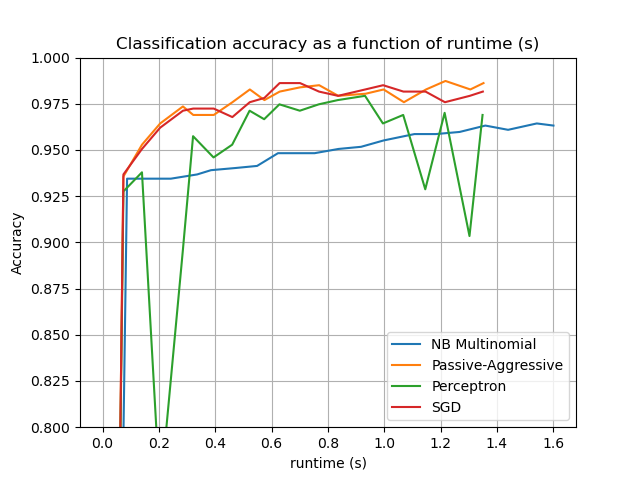 Classification accuracy as a function of runtime (s)
1.000
0.975
0.950
0.925
0.900
0.875
0.850
0.825
0.800
Accuracy
NB Multinomial
Passive-Aggressive
Perceptron
SGD
0.0 0.2 0.4 0.6 0.8 1.0 1.2 1.4 1.6
runtime (s)